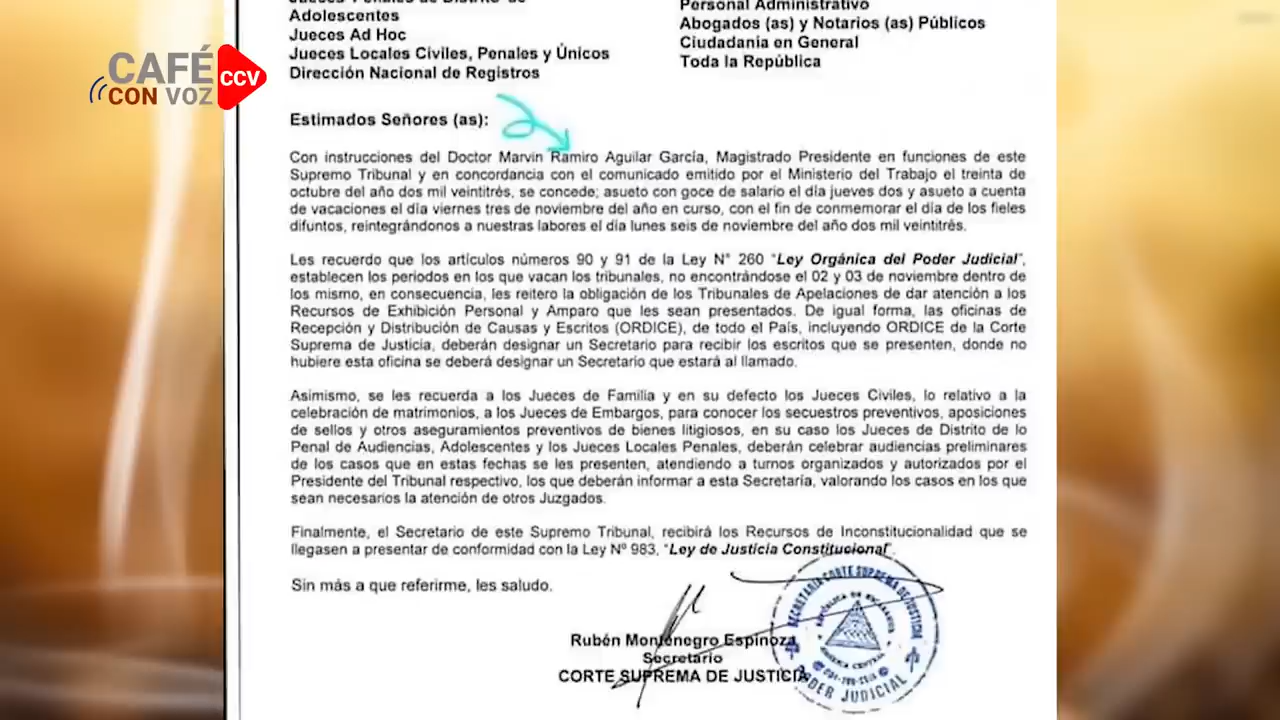 CAFÉ
CON VOZ
CCV
Adolescentes
Jueces Ad Hoc
Jueces Locales Civiles, Penales y Únicos
Dirección Nacional de Registros
Personal Administrativo
Abogados (as) y Notarios (as) Públicos
Ciudadanía en General
Toda la República
Estimados Señores (as):
Con instrucciones del Doctor Marvin Ramiro Aguilar García, Magistrado Presidente en funciones de este
Supremo Tribunal y en concordancia con el comunicado emitido por el Ministerio del Trabajo el treinta de
octubre del año dos mil veintitrés, se concede; asueto con goce de salario el día jueves dos y asueto a cuenta
de vacaciones el día viernes tres de noviembre del año en curso, con el fin de conmemorar el día de los fieles
difuntos, reintegrándonos a nuestras labores el día lunes seis de noviembre del año dos mil veintitrés.
Les recuerdo que los artículos números 90 y 91 de la Ley N° 260 "Ley Orgánica del Poder Judicial",
establecen los periodos en los que vacan los tribunales, no encontrándose el 02 y 03 de noviembre dentro de
los mismo, en consecuencia, les reitero la obligación de los Tribunales de Apelaciones de dar atención a los
Recursos de Exhibición Personal y Amparo que les sean presentados. De igual forma, las oficinas de
Recepción y Distribución de Causas y Escritos (ORDICE), de todo el País, incluyendo ORDICE de la Corte
Suprema de Justicia, deberán designar un Secretario para recibir los escritos que se presenten, donde no
hubiere esta oficina se deberá designar un Secretario que estará al llamado.
Asimismo, se les recuerda a los Jueces de Familia y en su defecto los Jueces Civiles, lo relativo a la
celebración de matrimonios, a los Jueces de Embargos, para conocer los secuestros preventivos, aposiciones
de sellos y otros aseguramientos preventivos de bienes litigiosos, en su caso los Jueces de Distrito de lo
Penal de Audiencias, Adolescentes y los Jueces Locales Penales, deberán celebrar audiencias preliminares
de los casos que en estas fechas se les presenten, atendiendo a turnos organizados y autorizados por el
Presidente del Tribunal respectivo, los que deberán informar a esta Secretaría, valorando los casos en los que
sean necesarios la atención de otros Juzgados.
Finalmente, el Secretario de este Supremo Tribunal, recibirá los Recursos de Inconstitucionalidad que se
llegasen a presentar de conformidad con la Ley Nº 983, "Ley de Justicia Constitucional".
Sin más a que referirme, les saludo.
Rubén Montenegro Espinoza
Secretario
CORTE SUPREMA DE JUSTICIA
SECRETARIA CORTE SUPREMA DE JUSTICIA
REPUBLICA DE NICARAGUA
AMERICA CENTRAL
PODER JUDICIAL